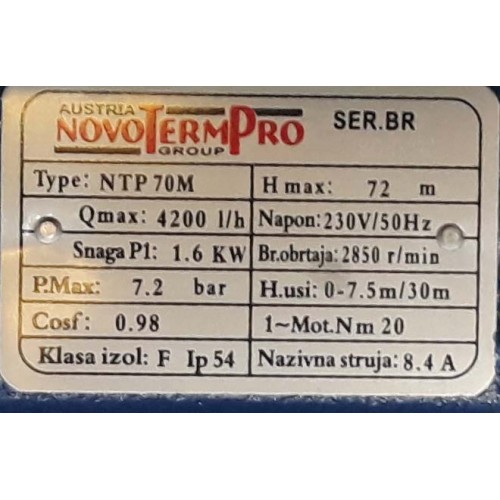 AUSTRIA
NOVOTERMPRO
GROUP
SER.BR
Type: NTP 70M
H max: 72 m
Qmax: 4200 l/h
Napon: 230V/50Hz
Snaga P1: 1.6 KW
Br.obrtaja: 2850 r/min
P.Max: 7.2 bar
H.usi: 0-7.5m/30m
Cosf: 0.98
1~Mot.Nm 20
Klasa izol: F Ip 54
Nazivna struja: 8.4 A